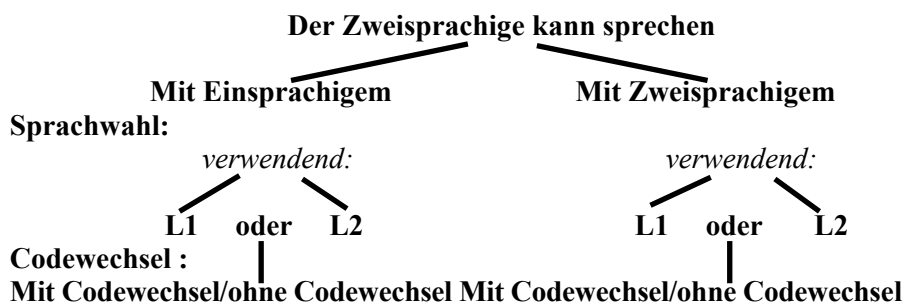 Der Zweisprachige kann sprechen
Mit Einsprachigem Mit Zweisprachigem
Sprachwahl:
verwendend: verwendend:
L1 oder L2 L1 oder L2
Codewechsel :
Mit Codewechsel/ohne Codewechsel Mit Codewechsel/ohne Codewechsel